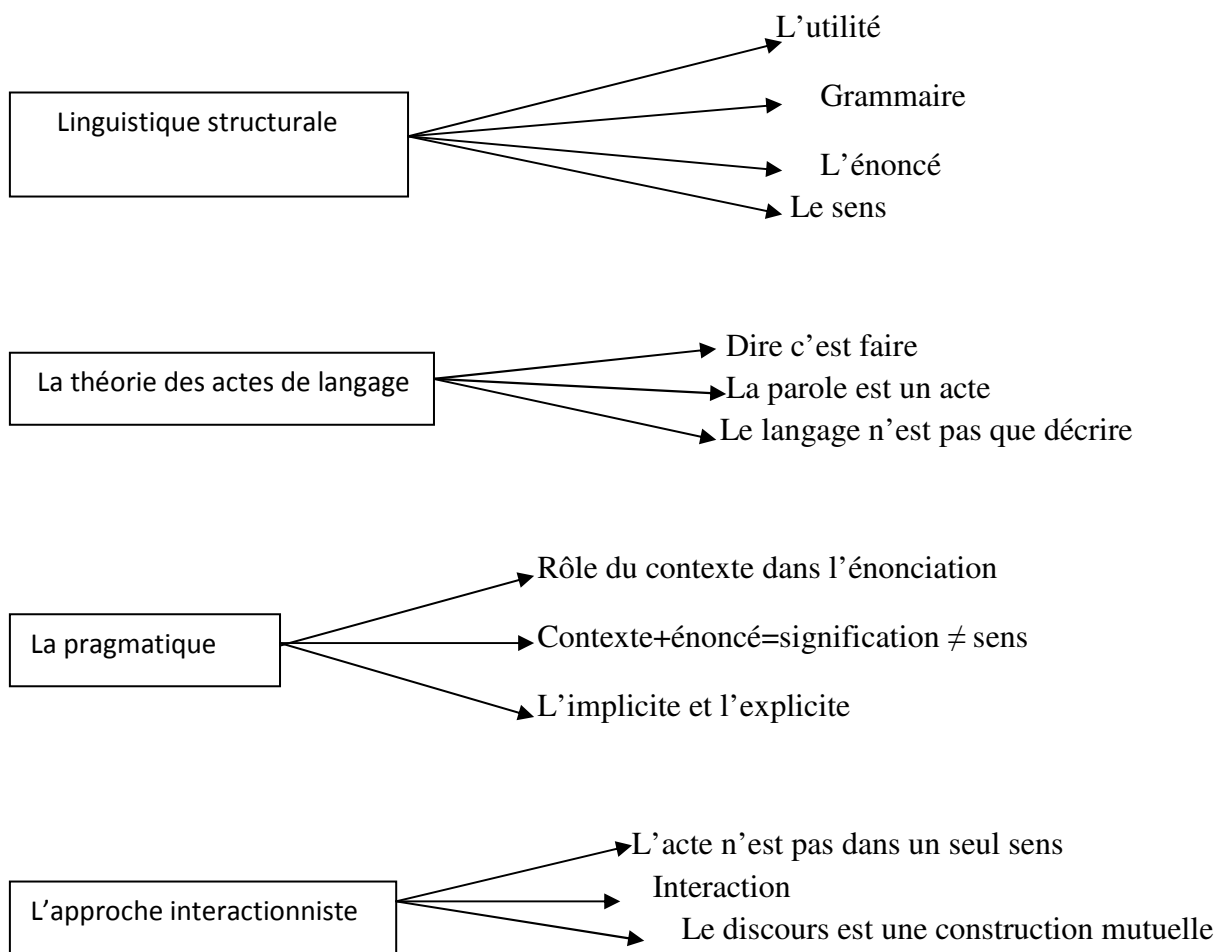 L’utilité
Linguistique structurale
Grammaire
L’énoncé
Le sens
La théorie des actes de langage
Dire c’est faire
La parole est un acte
Le langage n’est pas que décrire
La pragmatique
Rôle du contexte dans l’énonciation
Contexte+énoncé=signification ≠ sens
L’implicite et l’explicite
L’approche interactionniste
L’acte n’est pas dans un seul sens
Interaction
Le discours est une construction mutuelle